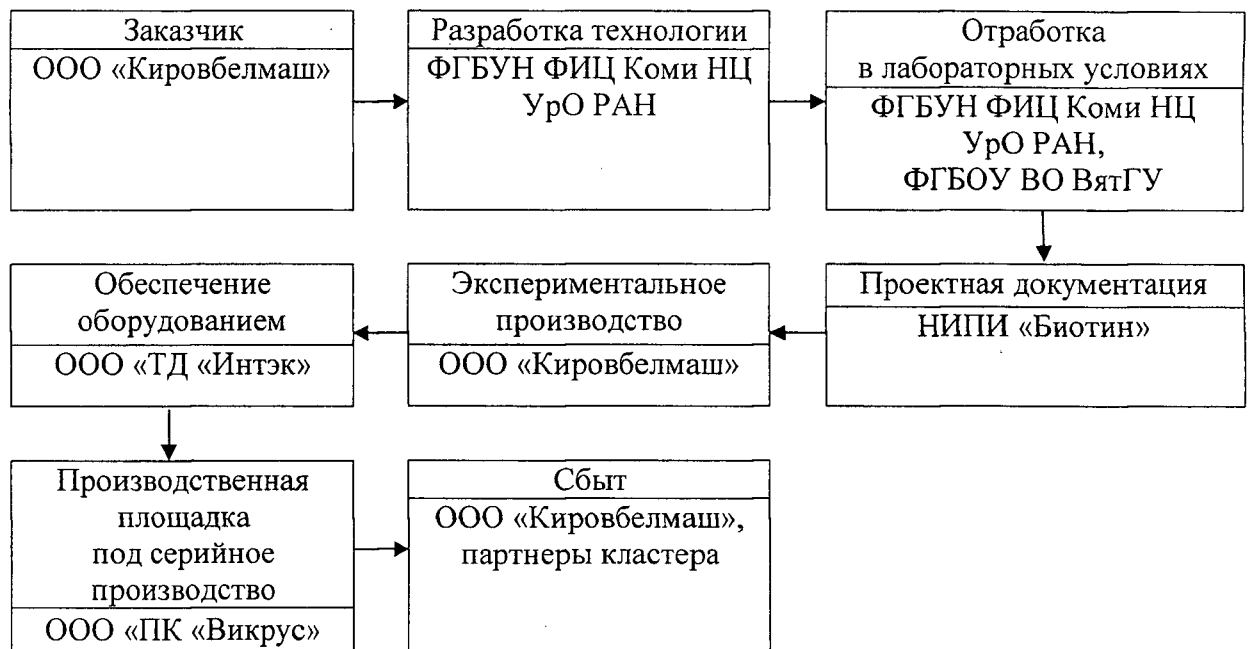 Заказчик
ООО «Кировбелмаш»
Разработка технологии
ФГБУН ФИЦ Коми НЦ
УрО РАН
Отработка
в лабораторных условиях
ФГБУН ФИЦ Коми НЦ
УрО РАН,
ФГБОУ ВО ВятГУ
Проектная документация
НИПИ «Биотин»
Экспериментальное
производство
ООО «Кировбелмаш»
Обеспечение
оборудованием
ООО «ТД «Интэк»
Производственная
площадка
под серийное
производство
ООО «ПК «Викрус»
Сбыт
ООО «Кировбелмаш»,
партнеры кластера